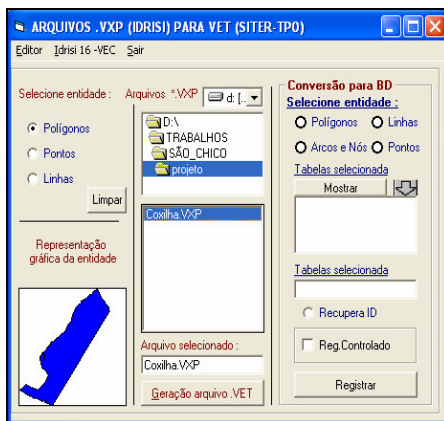 ARQUIVOS .VXP (IDRISI) PARA VET (SITER-TP0)
Editor Idrisi 16 -VEC Sair
Selecione entidade :
Polígonos
Pontos
Linhas
Limpar
Representação
gráfica da entidade
Arquivos *.VXP
d: [..
D:\
TRABALHOS
SÃO_CHICO
projeto
Coxilha.VXP
Arquivo selecionado :
Coxilha.VXP
Geração arquivo .VET
Conversão para BD
Selecione entidade :
Polígonos Linhas
Arcos e Nós Pontos
Tabelas selecionada
Mostrar
Tabelas selecionada
Recupera ID
Reg.Controlado
Registrar